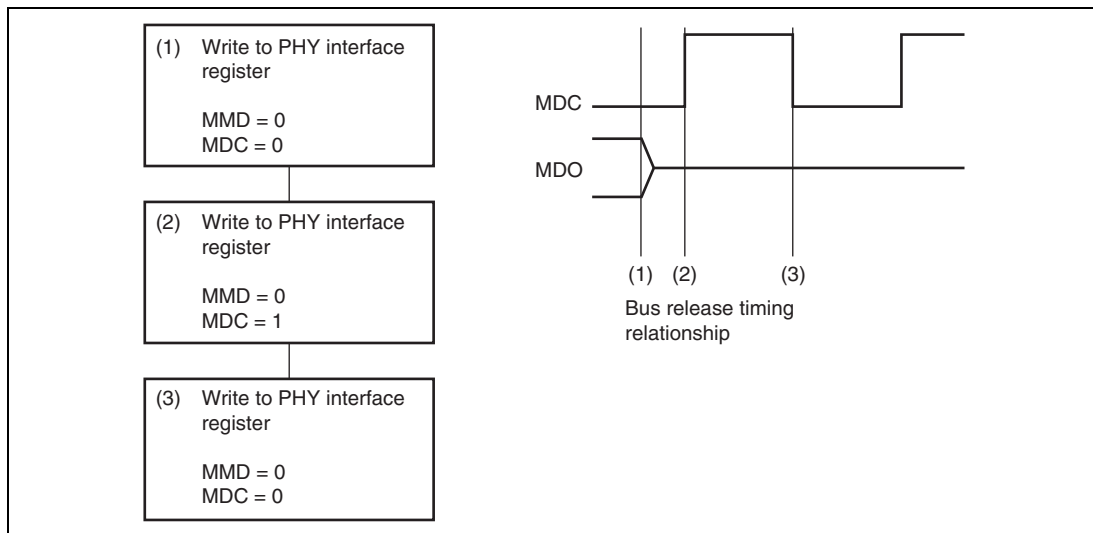 (1) Write to PHY interface
register
MMD = 0
MDC = 0
(2) Write to PHY interface
register
MMD = 0
MDC = 1
(3) Write to PHY interface
register
MMD = 0
MDC = 0
MDC
MDO
(1) (2) (3)
Bus release timing
relationship